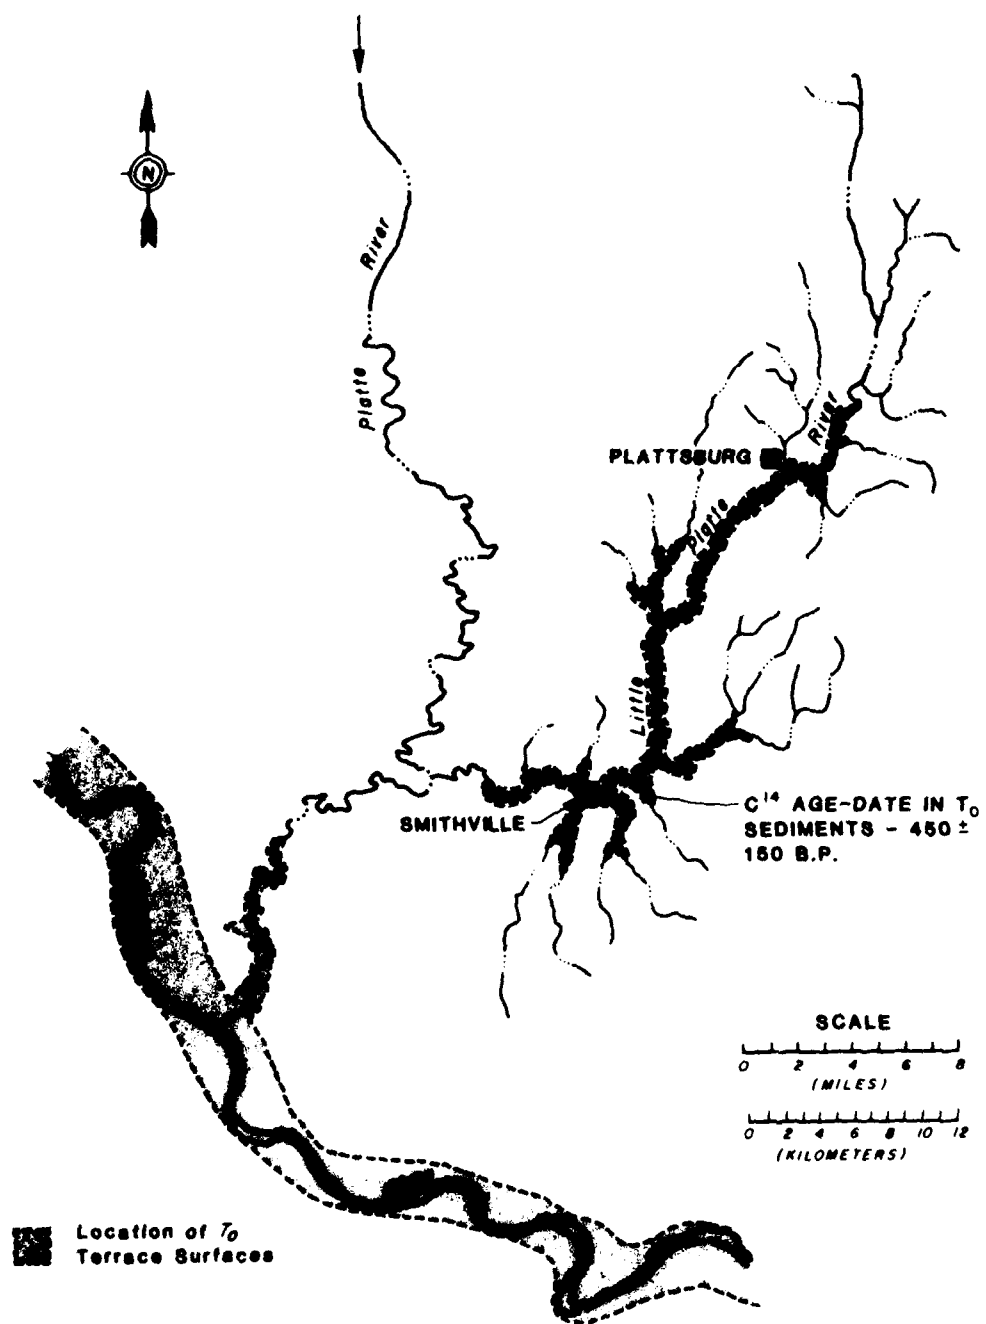 N
River
Platte
River
PLATTSBURG
Platte
Little
SMITHVILLE
C¹⁴ AGE-DATE IN T₀
SEDIMENTS - 450 ±
150 B.P.
SCALE
0 2 4 6 8
(MILES)
0 2 4 6 8 10 12
(KILOMETERS)
Location of T₀
Terrace Surfaces